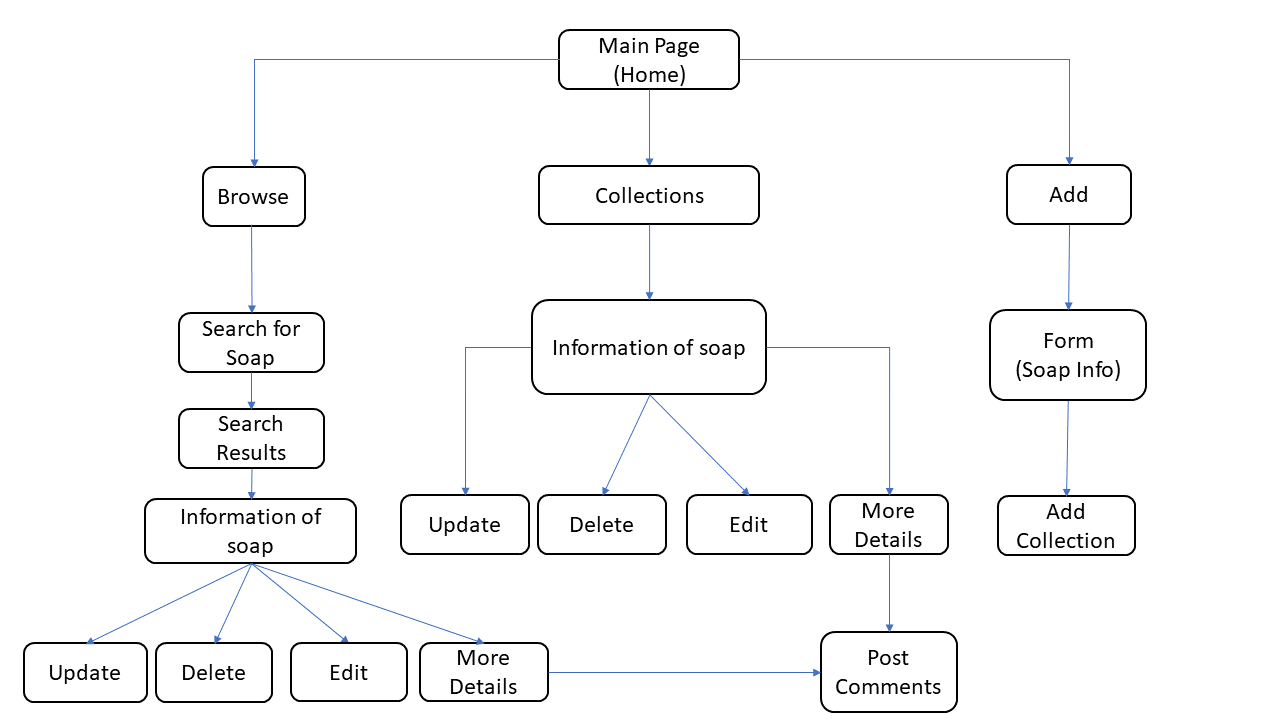 Main Page
(Home)
Browse
Collections
Add
Search for
Soap
Information of soap
Form
(Soap Info)
Search
Results
Information of
soap
Update
Delete
Edit
More
Details
Add
Collection
Update
Delete
Edit
More
Details
Post
Comments